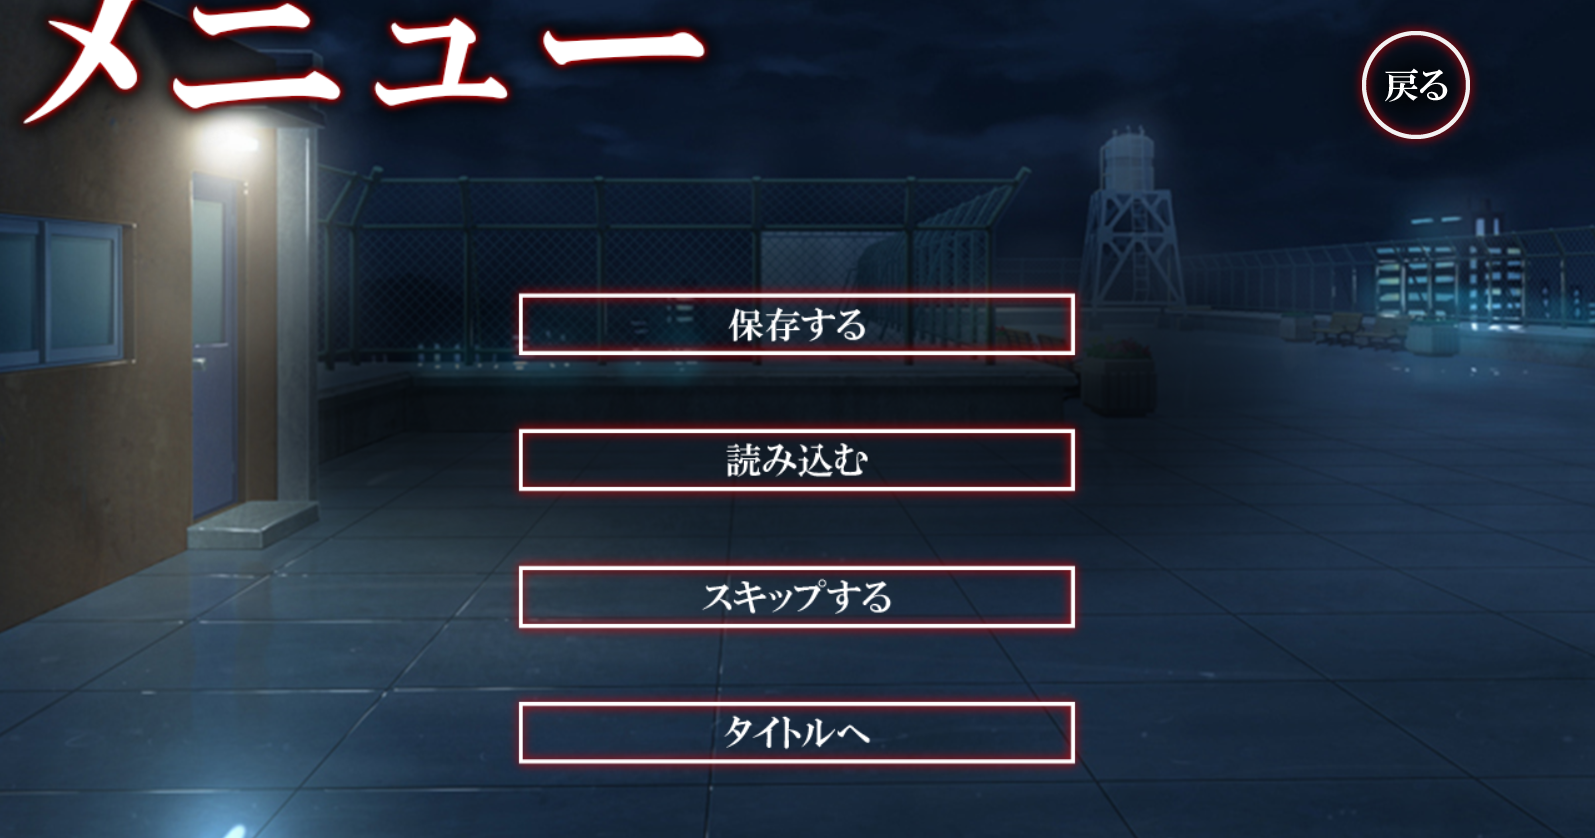 メニュー
戻る
保存する
読み込む
スキップする
タイトルへ